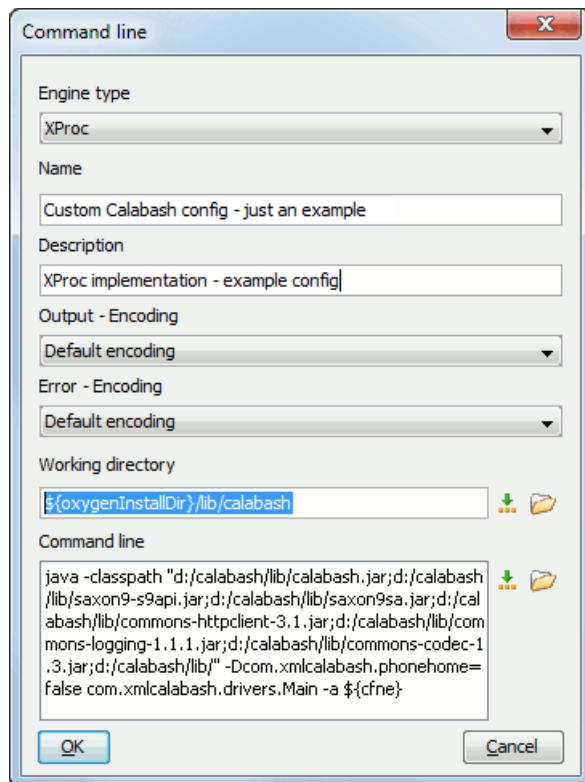 Command line
Engine type
XProc
Name
Custom Calabash config - just an example
Description
XProc implementation - example config
Output - Encoding
Default encoding
Error - Encoding
Default encoding
Working directory
${oxygenInstallDir}/lib/calabash
Command line
java -classpath "d:/calabash/lib/calabash.jar;d:/calabash
/lib/saxon9-s9api.jar;d:/calabash/lib/saxon9sa.jar;d:/cal
abash/lib/commons-httpclient-3.1.jar;d:/calabash/lib/com
mons-logging-1.1.1.jar;d:/calabash/lib/commons-codec-1
.3.jar;d:/calabash/lib/" -Dcom.xmlcalabash.phonehome=
false com.xmlcalabash.drivers.Main -a ${cfne}
OK Cancel